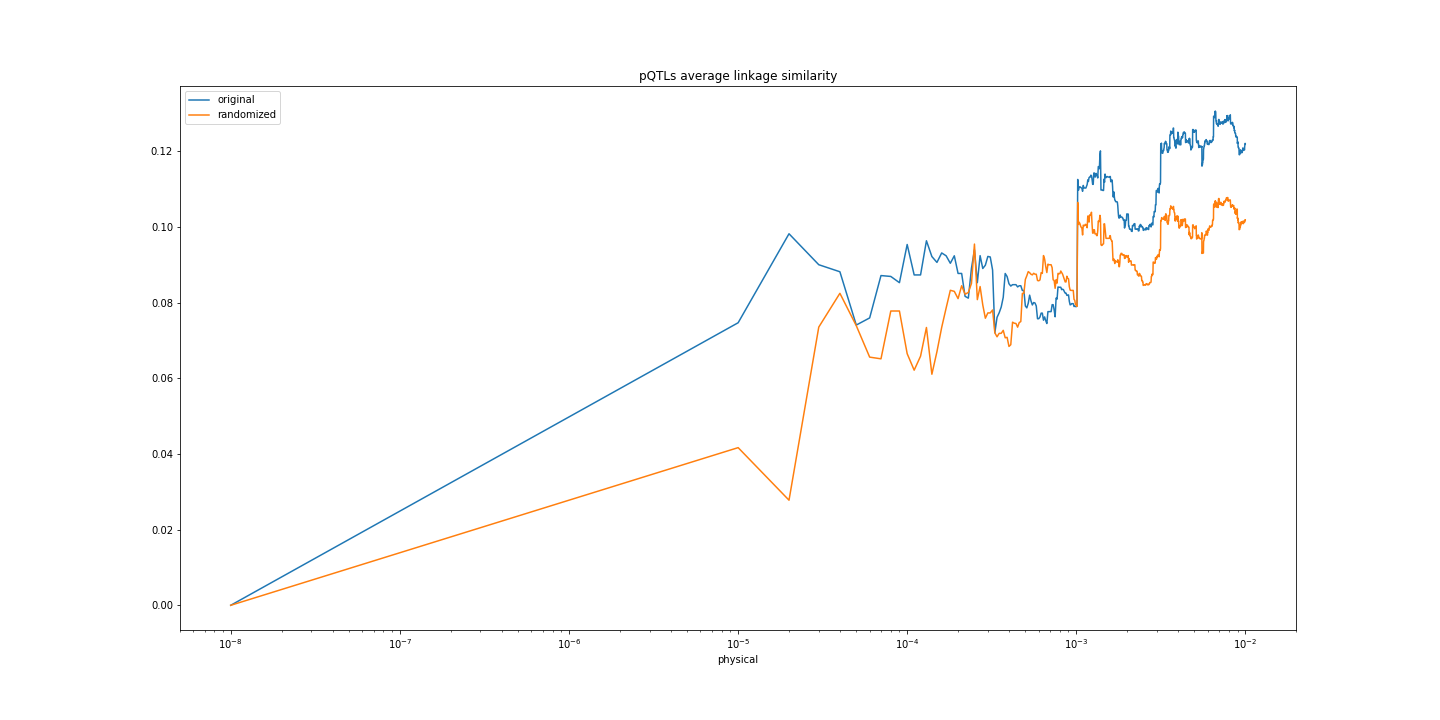 pQTLs average linkage similarity
original
randomized
0.12
0.10
0.08
0.06
0.04
0.02
0.00
10⁻⁸ 10⁻⁷ 10⁻⁶ 10⁻⁵ 10⁻⁴ 10⁻³ 10⁻²
physical